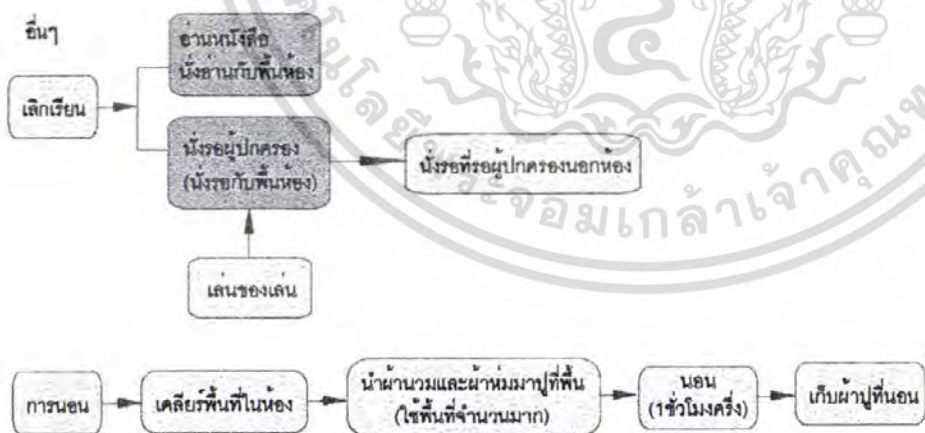 อื่นๆ
อ่านหนังสือ
นั่งอ่านกับพื้นห้อง
เลิกเรียน
นั่งรอผู้ปกครอง
(นั่งรอกับพื้นห้อง)
นั่งรอที่รอผู้ปกครองนอกห้อง
เล่นของเล่น
การนอน
เคลียร์พื้นที่ในห้อง
นำผ้านวมและผ้าห่มมาปูที่พื้น
(ใช้พื้นที่จำนวนมาก)
นอน
(1ชั่วโมงครึ่ง)
เก็บผ้าปูที่นอน